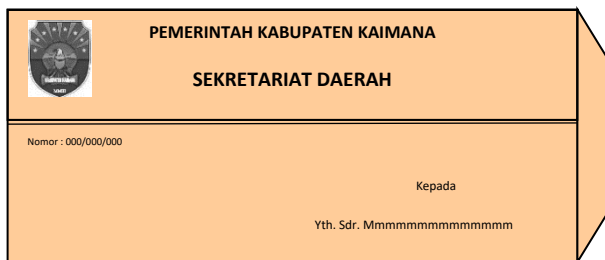 PEMERINTAH KABUPATEN KAIMANA
SEKRETARIAT DAERAH
Nomor : 000/000/000
Kepada
Yth. Sdr. Mmmmmmmmmmmmmm